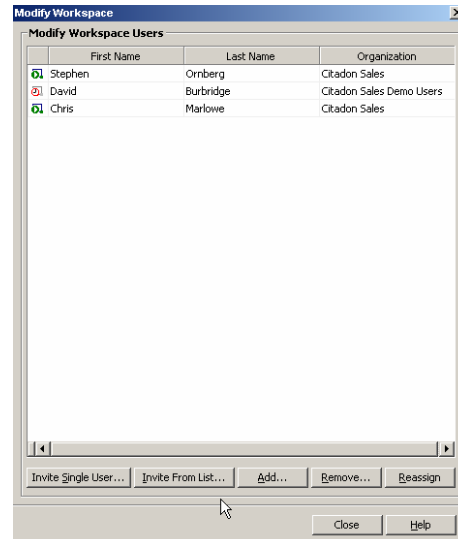 Modify Workspace
Modify Workspace Users
First Name Last Name Organization
Stephen Ornberg Citadon Sales
David Burbridge Citadon Sales Demo Users
Chris Marlowe Citadon Sales
Invite Single User... Invite From List... Add... Remove... Reassign
Close Help